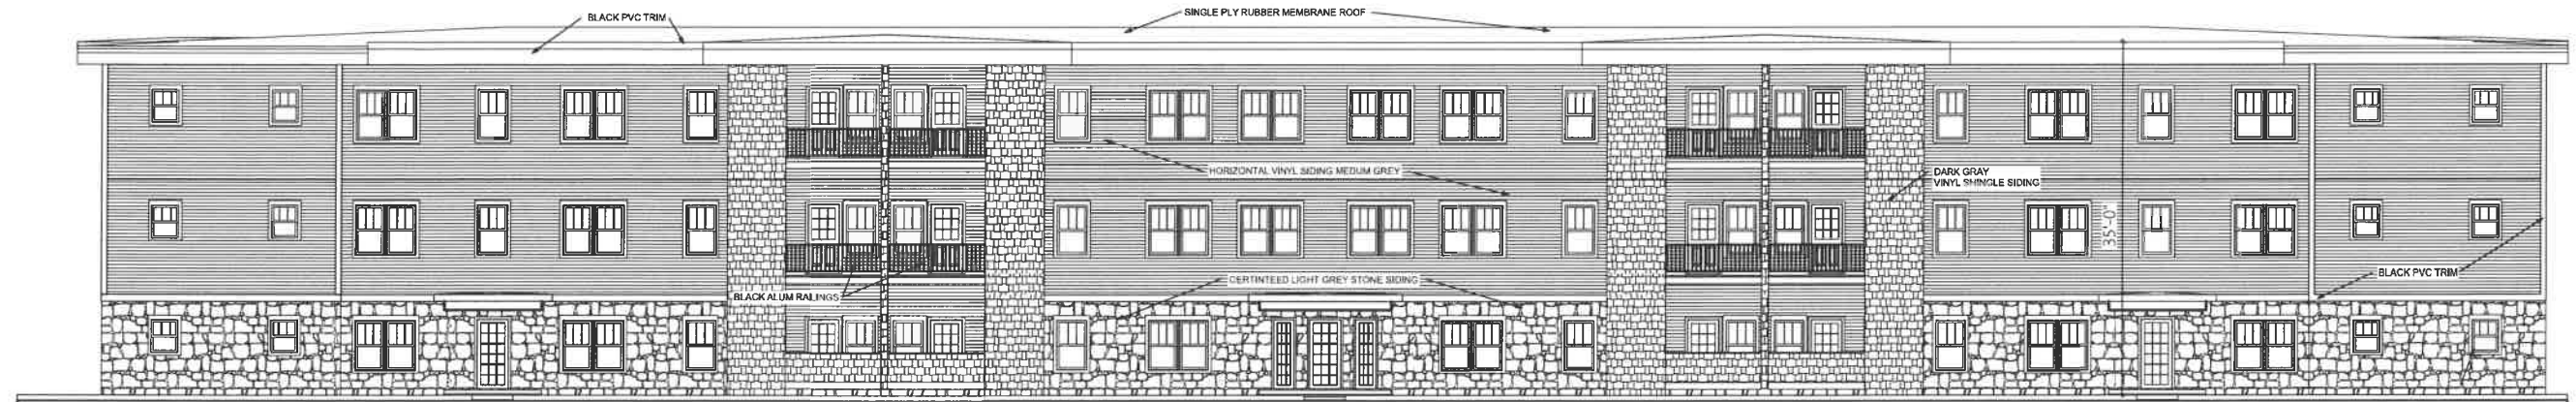 BLACK PVC TRIM
SINGLE PLY RUBBER MEMBRANE ROOF
HORIZONTAL VINYL SIDING MEDUM GREY
DARK GRAY
VINYL SHINGLE SIDING
35'-0"
BLACK PVC TRIM
CERTINTEED LIGHT GREY STONE SIDING
BLACK ALUM RAILINGS